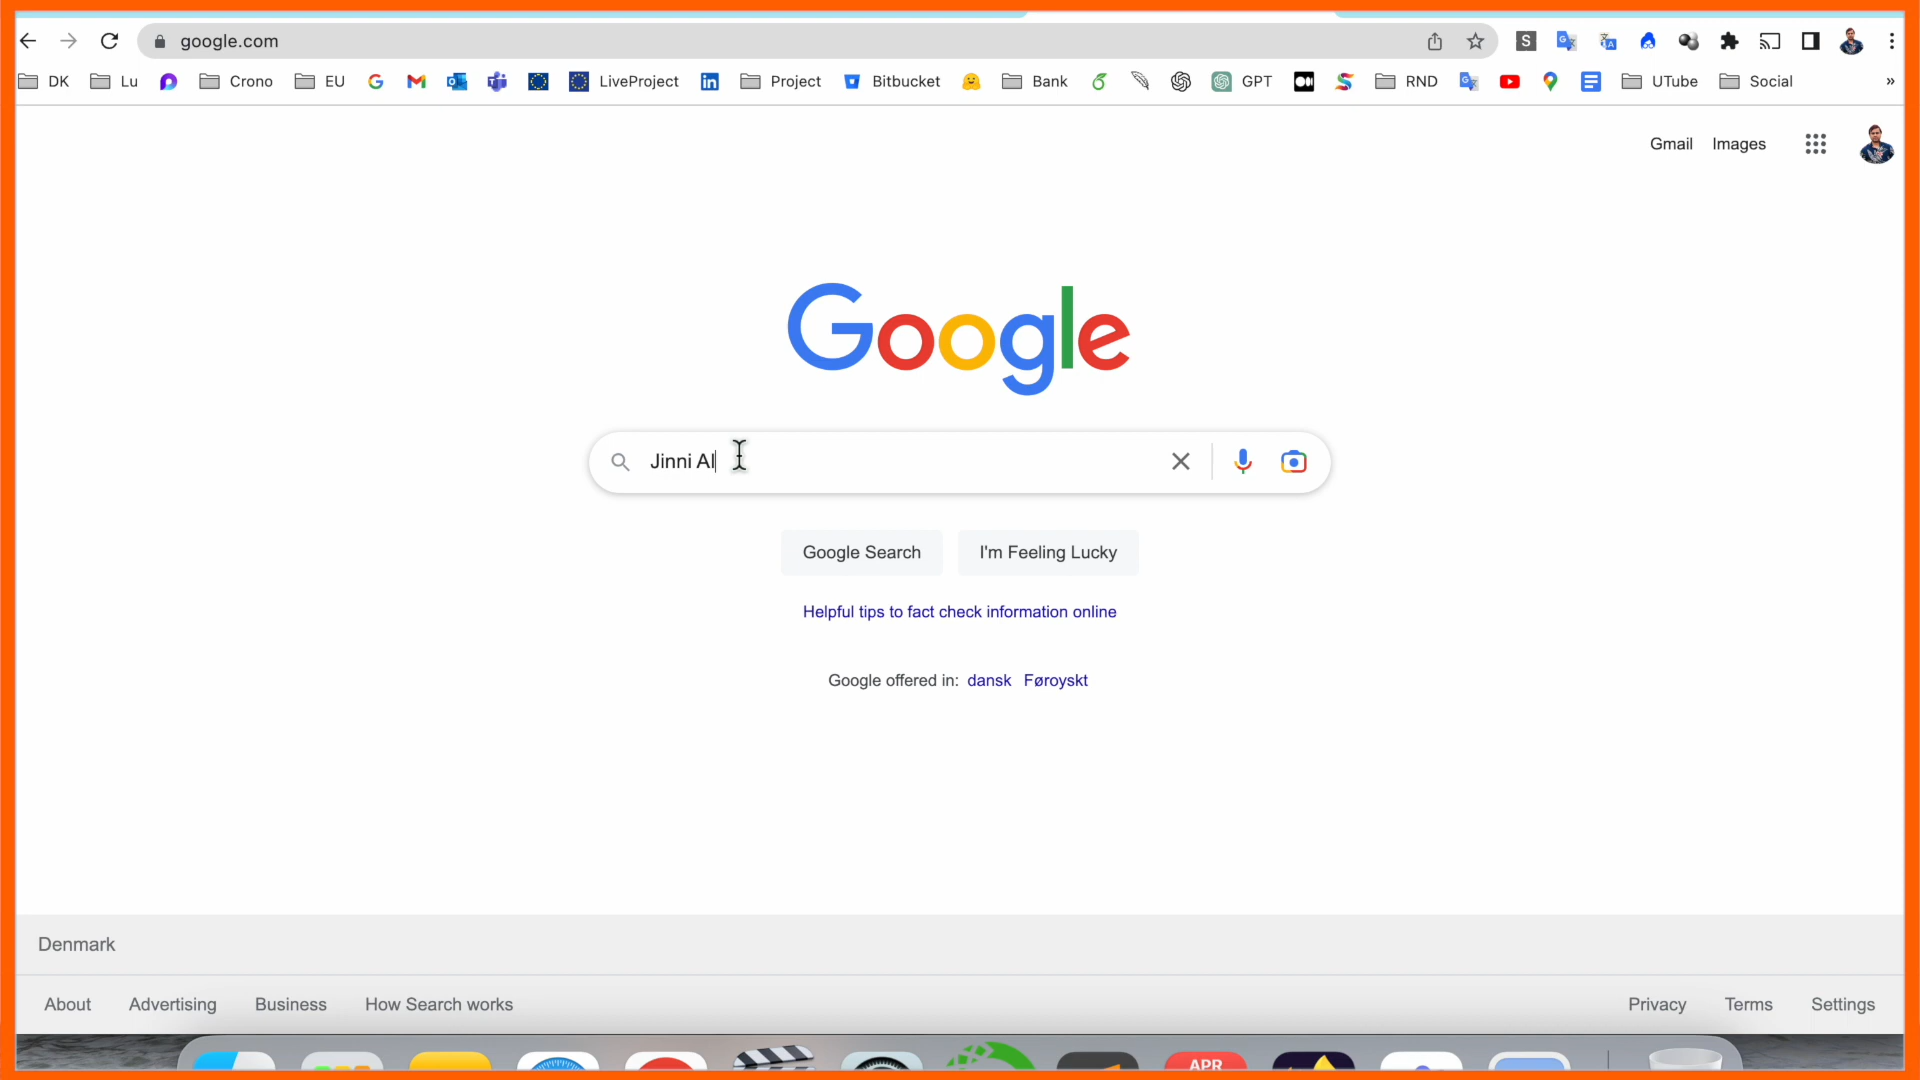 google.com
S
DK Lu Crono EU LiveProject Project Bitbucket Bank GPT RND UTube Social »
Gmail Images
Google
Jinni AI
Google Search I'm Feeling Lucky
Helpful tips to fact check information online
Google offered in: dansk Føroyskt
Denmark
About Advertising Business How Search works Privacy Terms Settings
APR